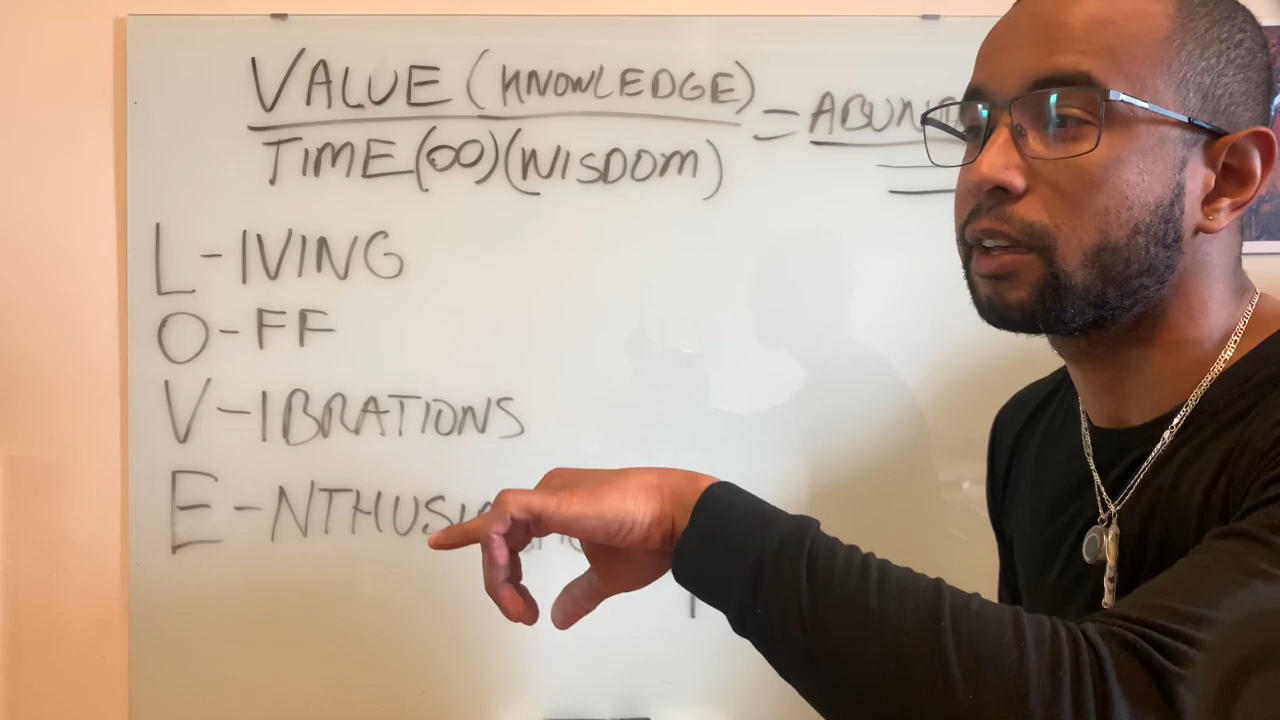 VALUE (KNOWLEDGE)
TIME (∞) (WISDOM)
=
L-IVING
O-FF
V-IBRATIONS
E-